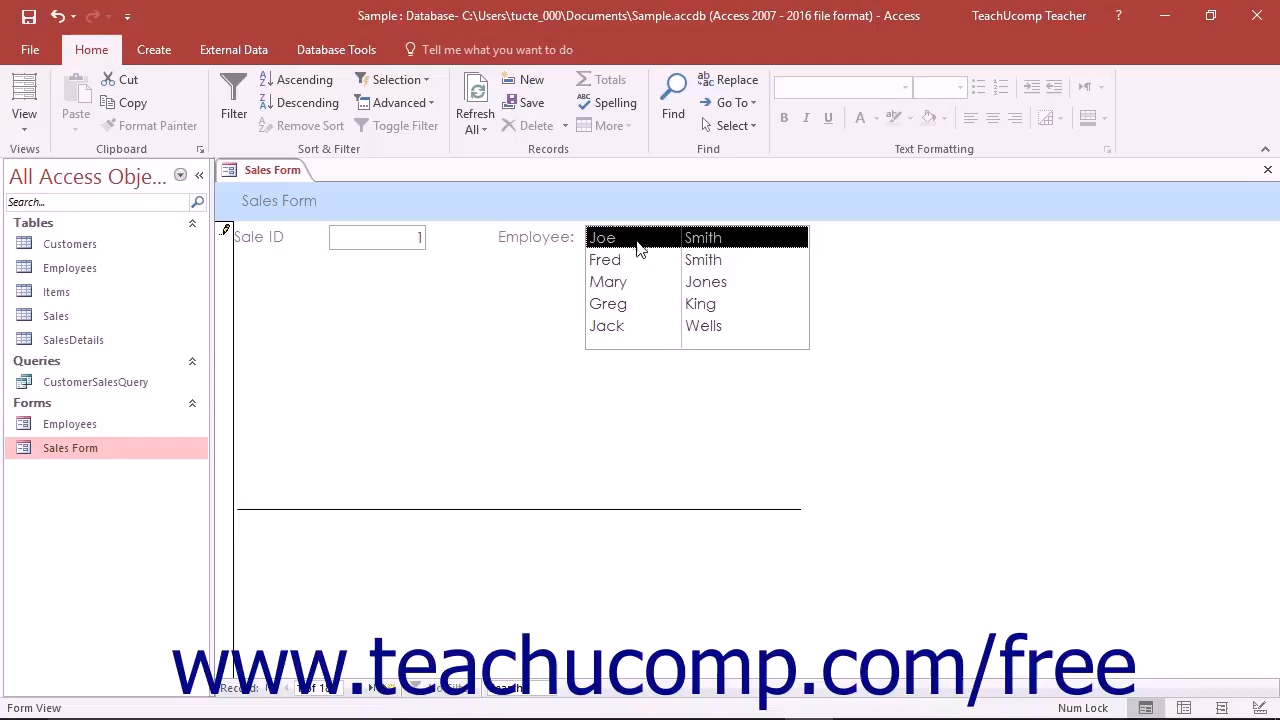 Sample : Database- C:\Users\tucte_000\Documents\Sample.accdb (Access 2007 - 2016 file format) - Access
TeachUcomp Teacher
?
File
Home
Create
External Data
Database Tools
Tell me what you want to do
View
Views
Paste
Cut
Copy
Format Painter
Clipboard
Filter
Ascending
Descending
Sort
Selection
Advanced
Toggle Filter
Sort & Filter
Refresh
All
New
Save
Delete
Totals
Spelling
More
Records
Find
Replace
Go To
Select
Find
B I U
A
Text Formatting
All Access Obje...
Search...
Tables
Customers
Employees
Items
Sales
SalesDetails
Queries
CustomerSalesQuery
Forms
Employees
Sales Form
Sales Form
Sales Form
Sale ID
1
Employee:
Joe Smith
Fred Smith
Mary Jones
Greg King
Jack Wells
www.teachucomp.com/free
Record:
Form View
Num Lock